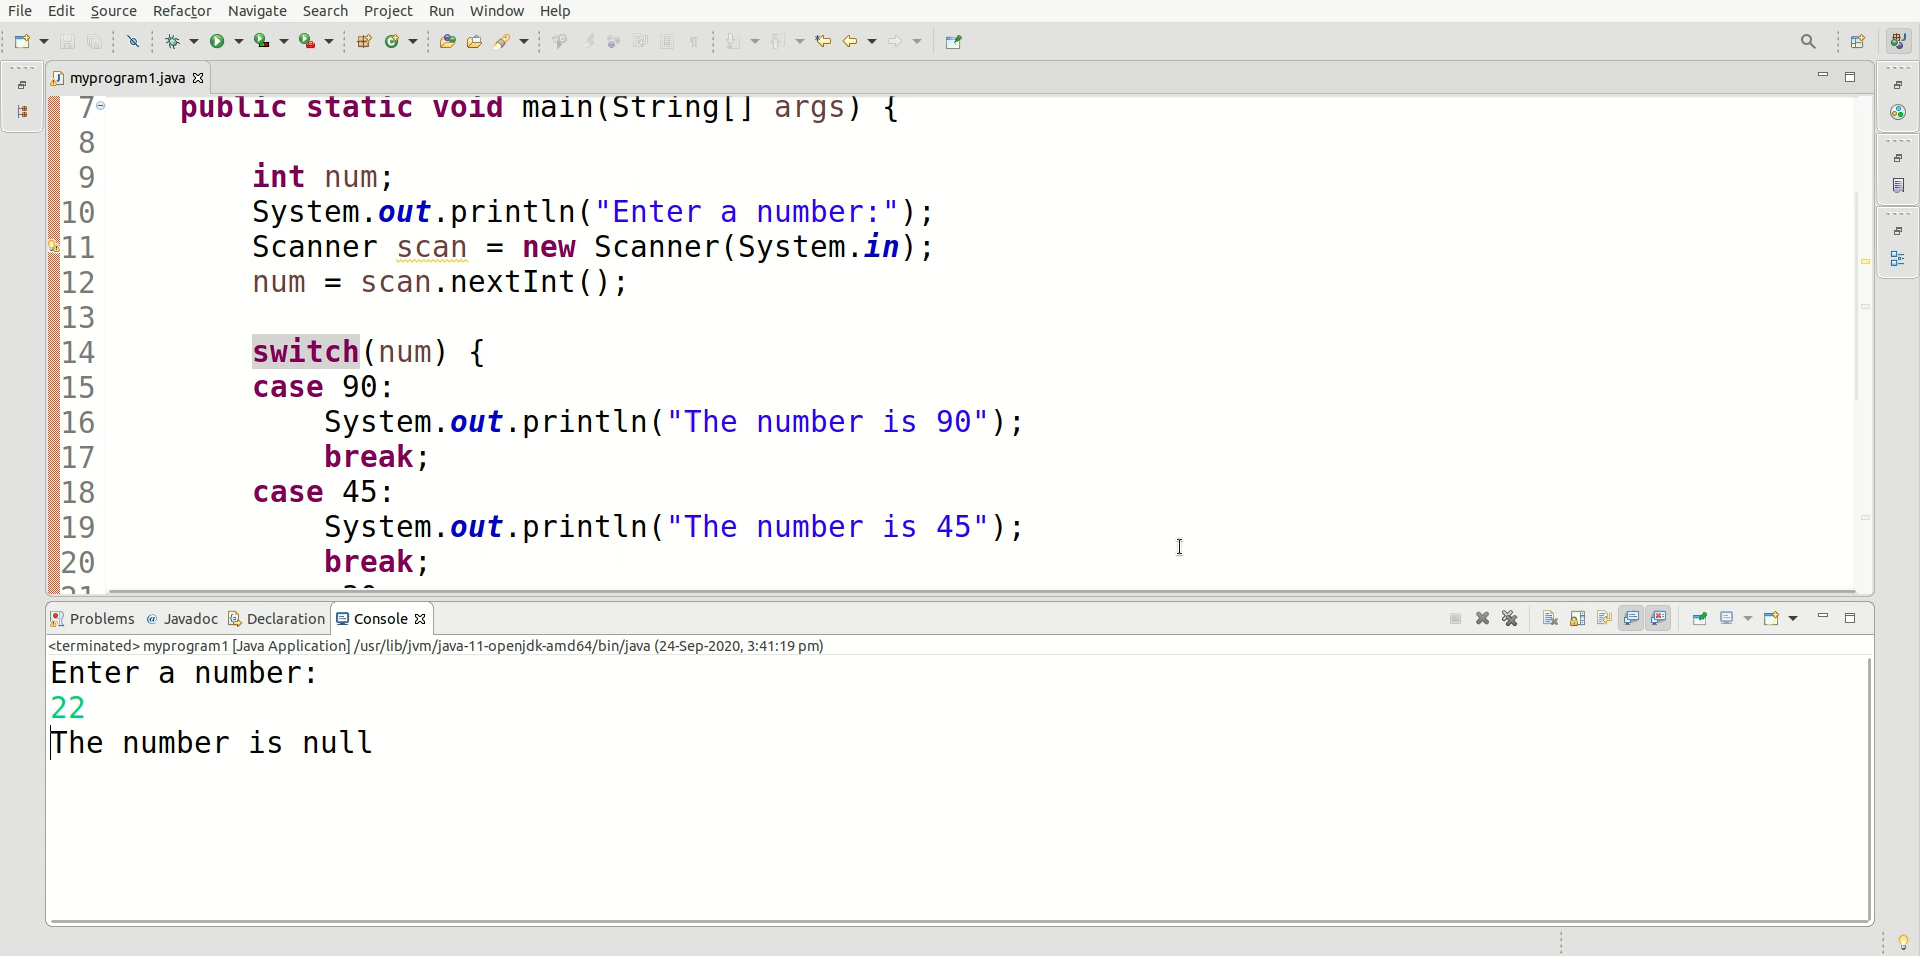 File Edit Source Refactor Navigate Search Project Run Window Help
myprogram1.java
7 public static void main(String[] args) {
8
9 int num;
10 System.out.println("Enter a number:");
11 Scanner scan = new Scanner(System.in);
12 num = scan.nextInt();
13
14 switch(num) {
15 case 90:
16 System.out.println("The number is 90");
17 break;
18 case 45:
19 System.out.println("The number is 45");
20 break;
Problems Javadoc Declaration Console
<terminated> myprogram1 [Java Application] /usr/lib/jvm/java-11-openjdk-amd64/bin/java (24-Sep-2020, 3:41:19 pm)
Enter a number:
22
The number is null